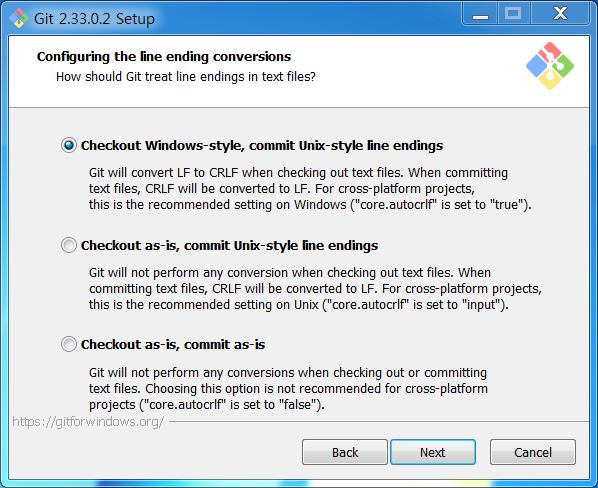 Git 2.33.0.2 Setup
Configuring the line ending conversions
How should Git treat line endings in text files?
Checkout Windows-style, commit Unix-style line endings
Git will convert LF to CRLF when checking out text files. When committing
text files, CRLF will be converted to LF. For cross-platform projects,
this is the recommended setting on Windows ("core.autocrlf" is set to "true").
Checkout as-is, commit Unix-style line endings
Git will not perform any conversion when checking out text files. When
committing text files, CRLF will be converted to LF. For cross-platform projects,
this is the recommended setting on Unix ("core.autocrlf" is set to "input").
Checkout as-is, commit as-is
Git will not perform any conversions when checking out or committing
text files. Choosing this option is not recommended for cross-platform
projects ("core.autocrlf" is set to "false").
https://gitforwindows.org/
Back Next Cancel